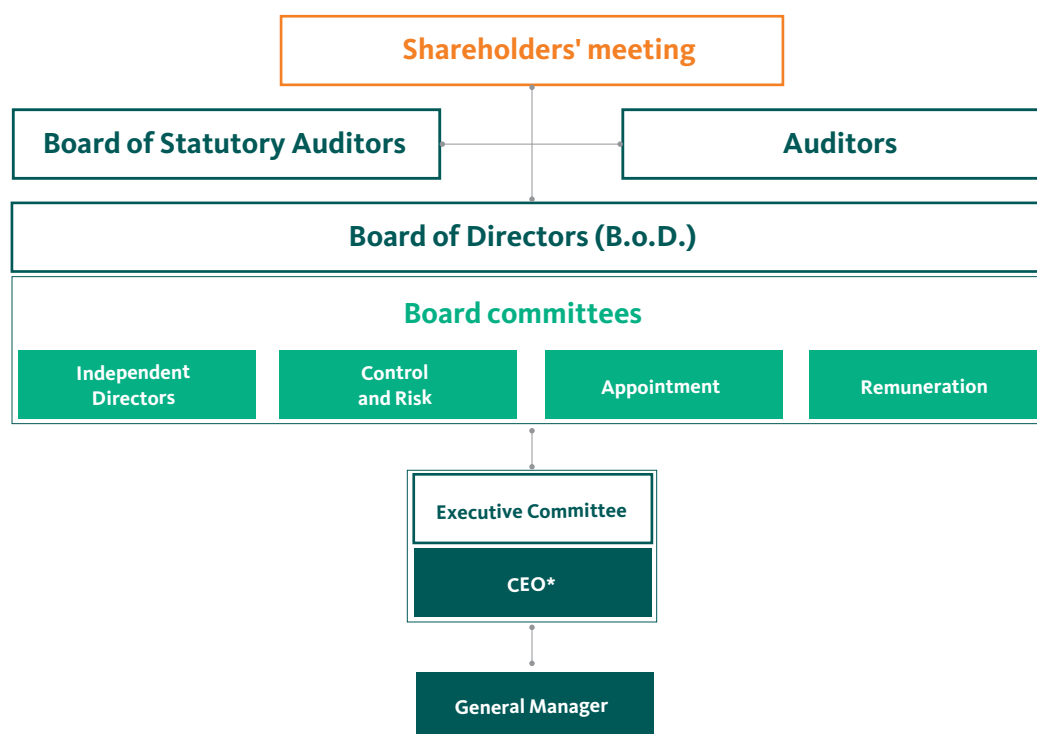 Shareholders' meeting
Board of Statutory Auditors
Auditors
Board of Directors (B.o.D.)
Board committees
Independent
Directors
Control
and Risk
Appointment
Remuneration
Executive Committee
CEO*
General Manager